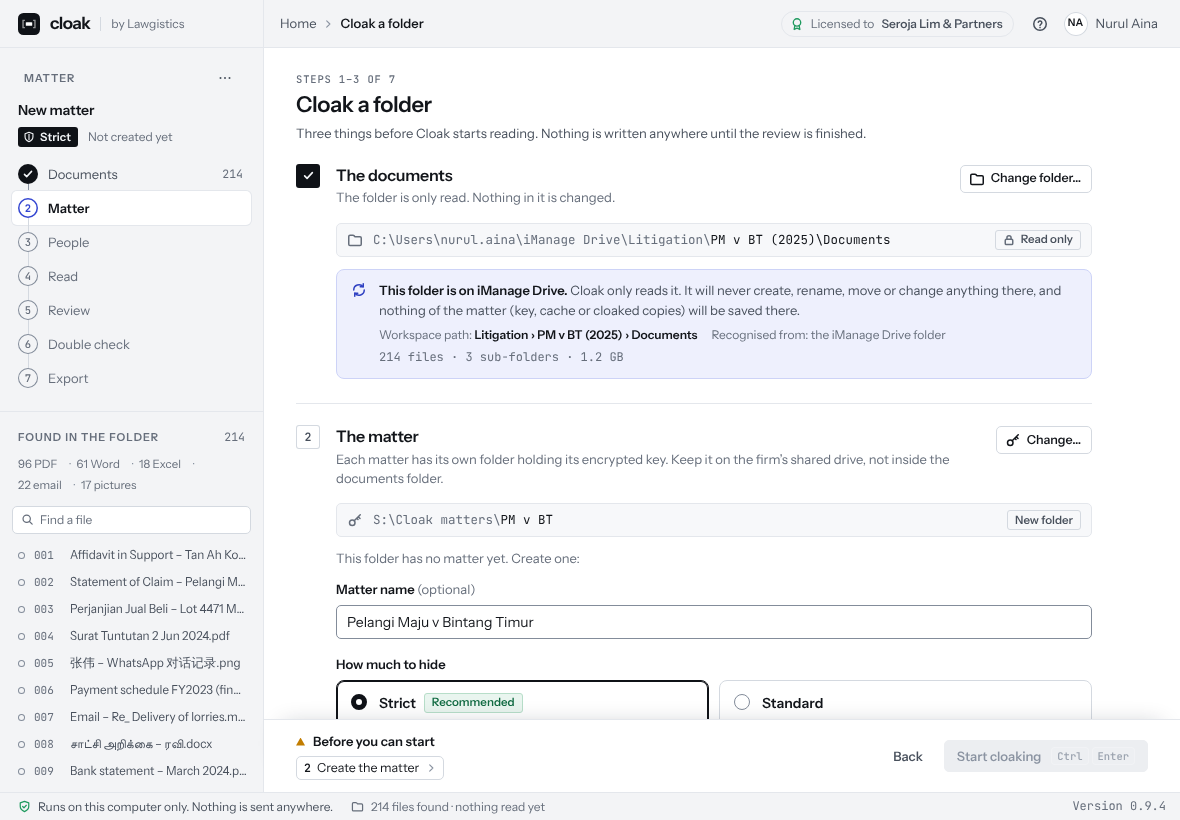 cloak by Lawgistics
Home › Cloak a folder
Licensed to Seroja Lim & Partners
NA Nurul Aina
MATTER ...
New matter
Strict Not created yet
Documents 214
2 Matter
3 People
4 Read
5 Review
6 Double check
7 Export
FOUND IN THE FOLDER 214
96 PDF · 61 Word · 18 Excel ·
22 email · 17 pictures
Find a file
001 Affidavit in Support – Tan Ah Ko...
002 Statement of Claim – Pelangi M...
003 Perjanjian Jual Beli – Lot 4471 M...
004 Surat Tuntutan 2 Jun 2024.pdf
005 张伟 – WhatsApp 对话记录.png
006 Payment schedule FY2023 (fin...
007 Email – Re_ Delivery of lorries.m...
008 சாட்சி அறிக்கை – ரவி.docx
009 Bank statement – March 2024.p...
STEPS 1–3 OF 7
Cloak a folder
Three things before Cloak starts reading. Nothing is written anywhere until the review is finished.
The documents
Change folder...
The folder is only read. Nothing in it is changed.
C:\Users\nurul.aina\iManage Drive\Litigation\PM v BT (2025)\Documents
Read only
This folder is on iManage Drive. Cloak only reads it. It will never create, rename, move or change anything there, and
nothing of the matter (key, cache or cloaked copies) will be saved there.
Workspace path: Litigation › PM v BT (2025) › Documents Recognised from: the iManage Drive folder
214 files · 3 sub-folders · 1.2 GB
2 The matter
Change...
Each matter has its own folder holding its encrypted key. Keep it on the firm's shared drive, not inside the
documents folder.
S:\Cloak matters\PM v BT
New folder
This folder has no matter yet. Create one:
Matter name (optional)
Pelangi Maju v Bintang Timur
How much to hide
Strict Recommended
Standard
Before you can start
2 Create the matter ›
Back
Start cloaking Ctrl Enter
Runs on this computer only. Nothing is sent anywhere.
214 files found · nothing read yet
Version 0.9.4